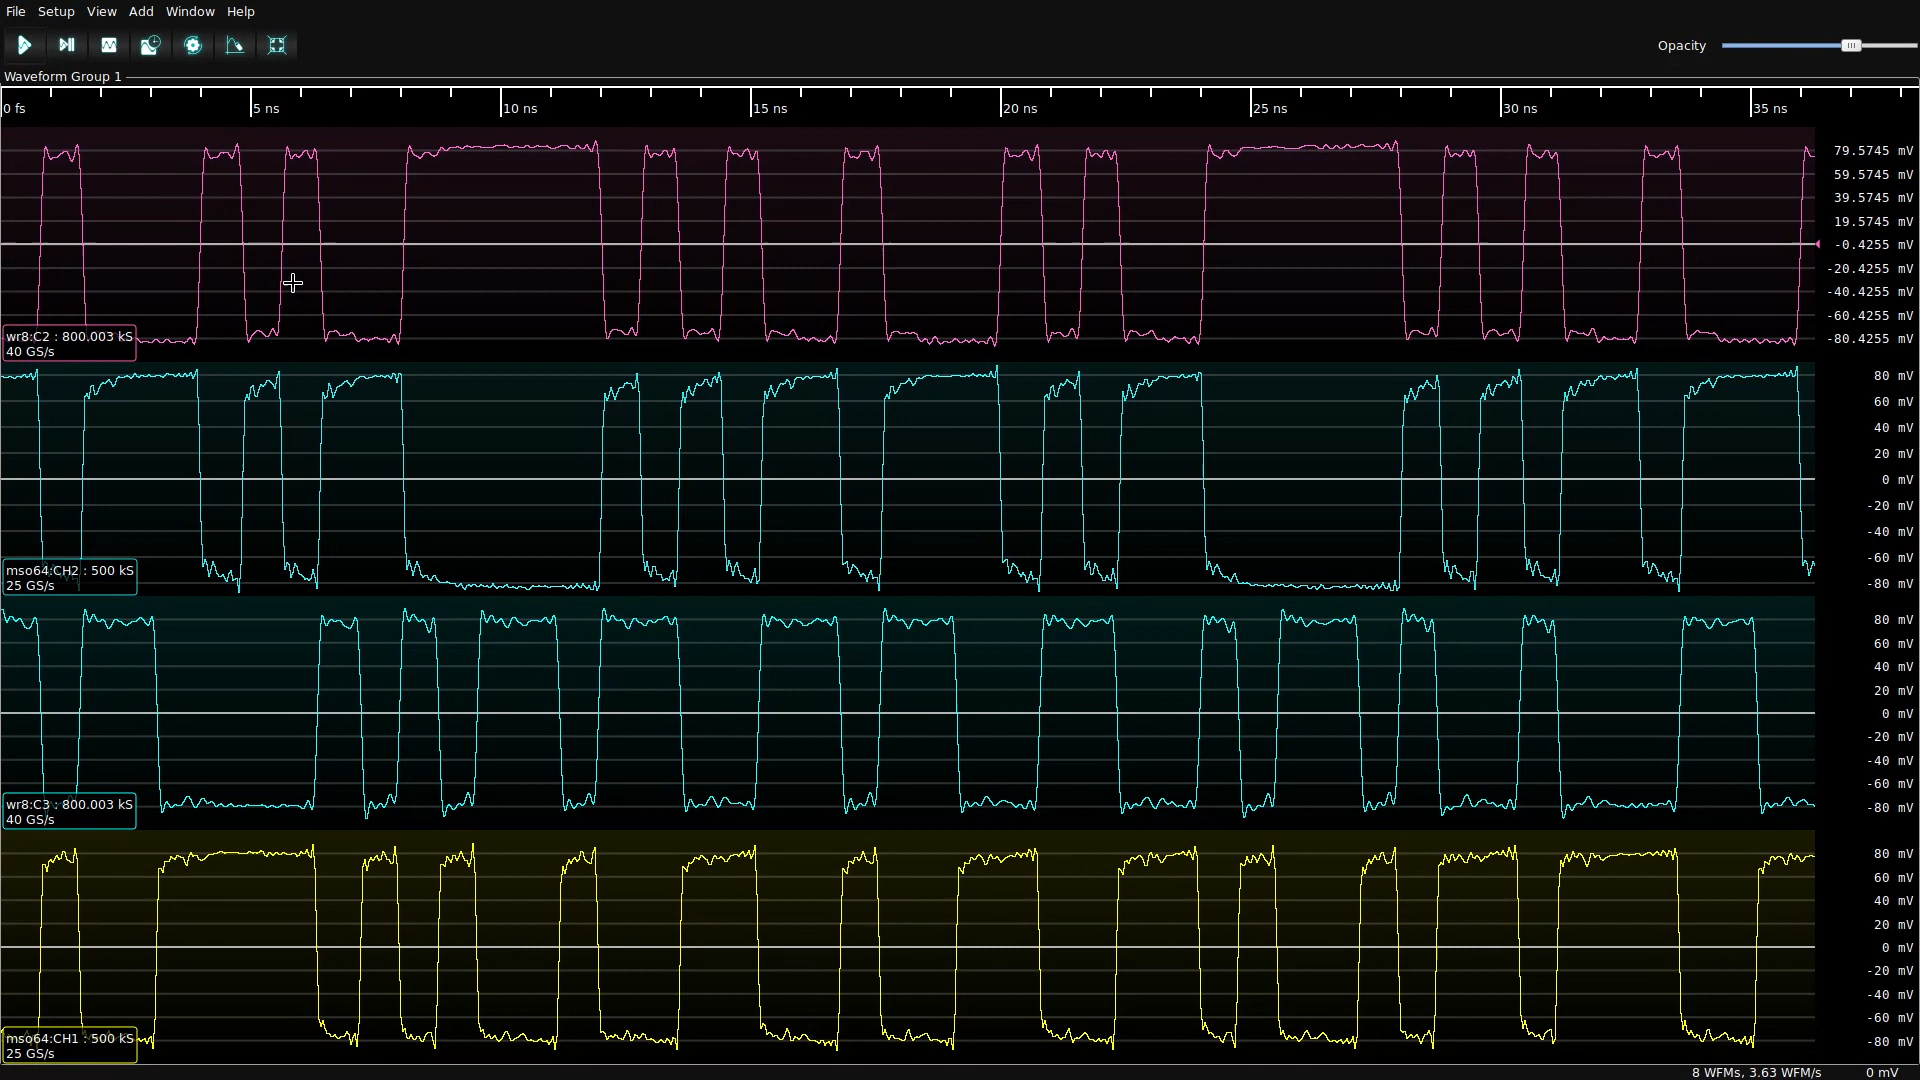 File Setup View Add Window Help
Opacity
Waveform Group 1
0 fs 5 ns 10 ns 15 ns 20 ns 25 ns 30 ns 35 ns
79.5745 mV
59.5745 mV
39.5745 mV
19.5745 mV
-0.4255 mV
-20.4255 mV
-40.4255 mV
-60.4255 mV
-80.4255 mV
wr8:C2 : 800.003 kS
40 GS/s
80 mV
60 mV
40 mV
20 mV
0 mV
-20 mV
-40 mV
-60 mV
-80 mV
mso64:CH2 : 500 kS
25 GS/s
80 mV
60 mV
40 mV
20 mV
0 mV
-20 mV
-40 mV
-60 mV
-80 mV
wr8:C3 : 800.003 kS
40 GS/s
80 mV
60 mV
40 mV
20 mV
0 mV
-20 mV
-40 mV
-60 mV
-80 mV
mso64:CH1 : 500 kS
25 GS/s
8 WFMs, 3.63 WFM/s 0 mV